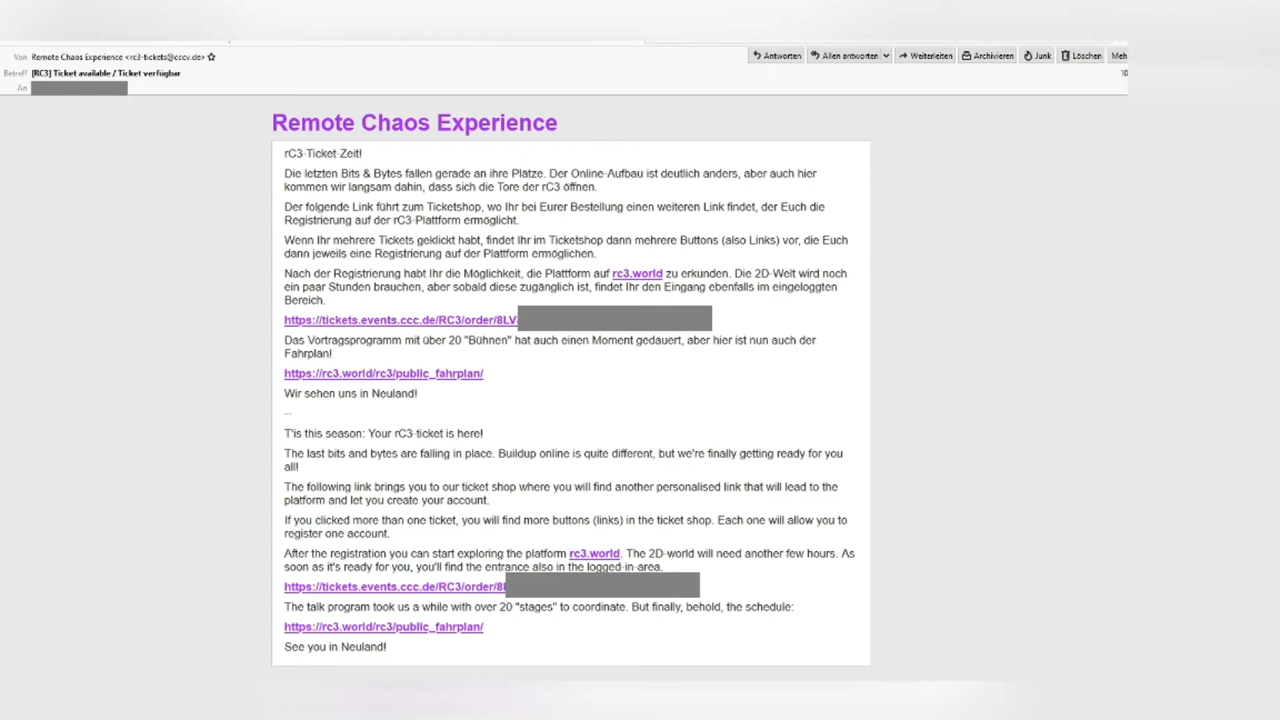 Von Remote Chaos Experience <rc3-tickets@cccv.de>
Antworten Allen antworten Weiterleiten Archivieren Junk Löschen Meh
Betreff [RC3] Ticket available / Ticket verfügbar
An
Remote Chaos Experience
rC3-Ticket-Zeit!
Die letzten Bits & Bytes fallen gerade an ihre Plätze. Der Online-Aufbau ist deutlich anders, aber auch hier
kommen wir langsam dahin, dass sich die Tore der rC3 öffnen.
Der folgende Link führt zum Ticketshop, wo Ihr bei Eurer Bestellung einen weiteren Link findet, der Euch die
Registrierung auf der rC3-Plattform ermöglicht.
Wenn Ihr mehrere Tickets geklickt habt, findet Ihr im Ticketshop dann mehrere Buttons (also Links) vor, die Euch
dann jeweils eine Registrierung auf der Plattform ermöglichen.
Nach der Registrierung habt Ihr die Möglichkeit, die Plattform auf rc3.world zu erkunden. Die 2D-Welt wird noch
ein paar Stunden brauchen, aber sobald diese zugänglich ist, findet Ihr den Eingang ebenfalls im eingeloggten
Bereich.
https://tickets.events.ccc.de/RC3/order/8LV
Das Vortragsprogramm mit über 20 "Bühnen" hat auch einen Moment gedauert, aber hier ist nun auch der
Fahrplan!
https://rc3.world/rc3/public_fahrplan/
Wir sehen uns in Neuland!
--
T'is this season: Your rC3-ticket is here!
The last bits and bytes are falling in place. Buildup online is quite different, but we're finally getting ready for you
all!
The following link brings you to our ticket shop where you will find another personalised link that will lead to the
platform and let you create your account.
If you clicked more than one ticket, you will find more buttons (links) in the ticket shop. Each one will allow you to
register one account.
After the registration you can start exploring the platform rc3.world. The 2D-world will need another few hours. As
soon as it's ready for you, you'll find the entrance also in the logged-in-area.
https://tickets.events.ccc.de/RC3/order/8
The talk program took us a while with over 20 "stages" to coordinate. But finally, behold, the schedule:
https://rc3.world/rc3/public_fahrplan/
See you in Neuland!